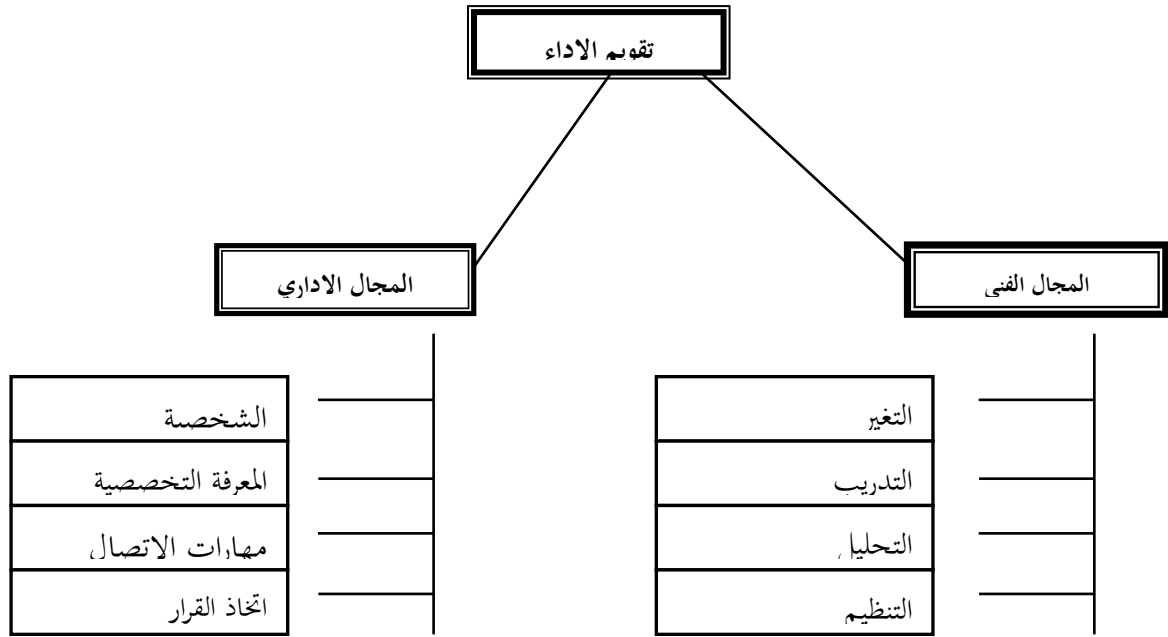 تقويم الاداء
المجال الفني
المجال الاداري
التغير
التدريب
التحليل
التنظيم
الشخصية
المعرفة التخصصية
مهارات الاتصال
اتخاذ القرار